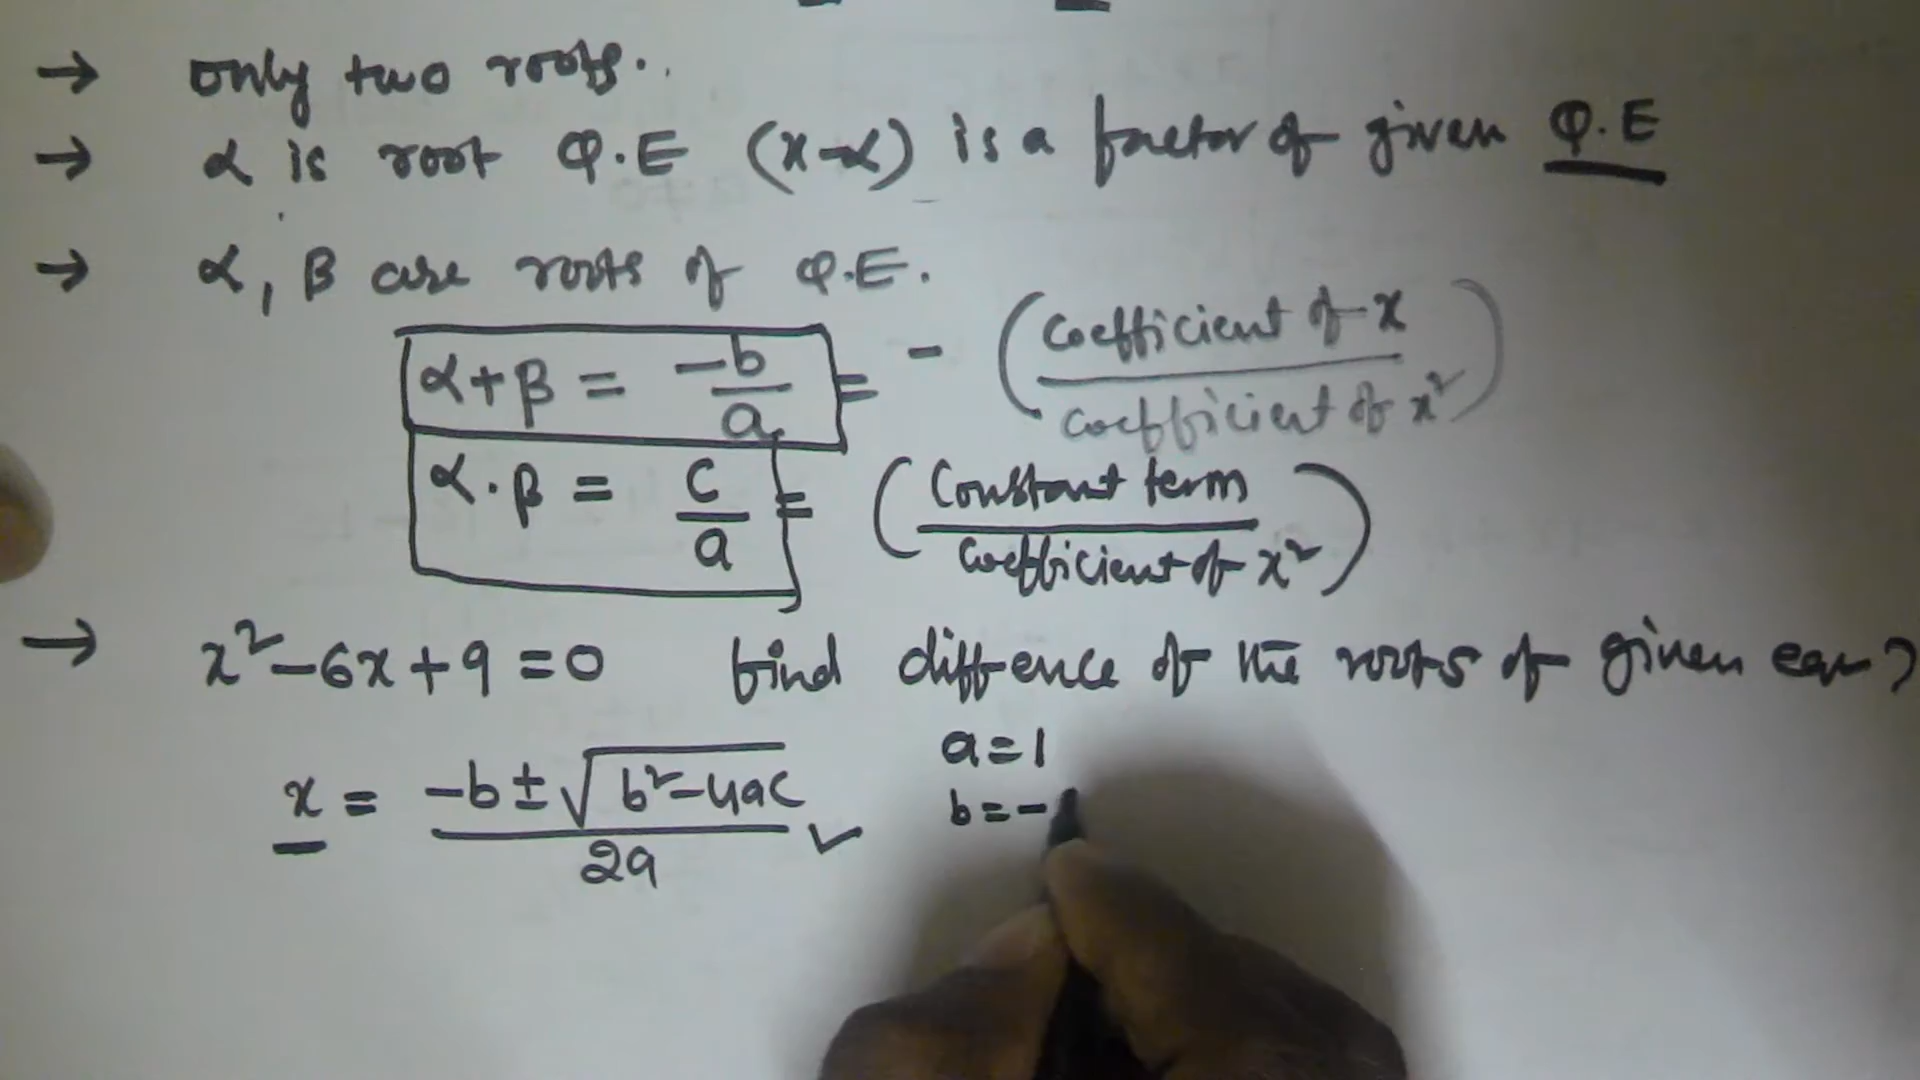 → only two roots.
→ α is root Q.E (x-α) is a factor of given Q.E
→ α, β are roots of Q.E.
α+β = -b/a = - (coefficient of x / coefficient of x²)
α.β = c/a = (Constant term / coefficient of x²)
→ x²-6x+9=0 find diffence of the roots of given eqn?
x = -b±√b²-4ac / 2a ✓
a=1
b=-